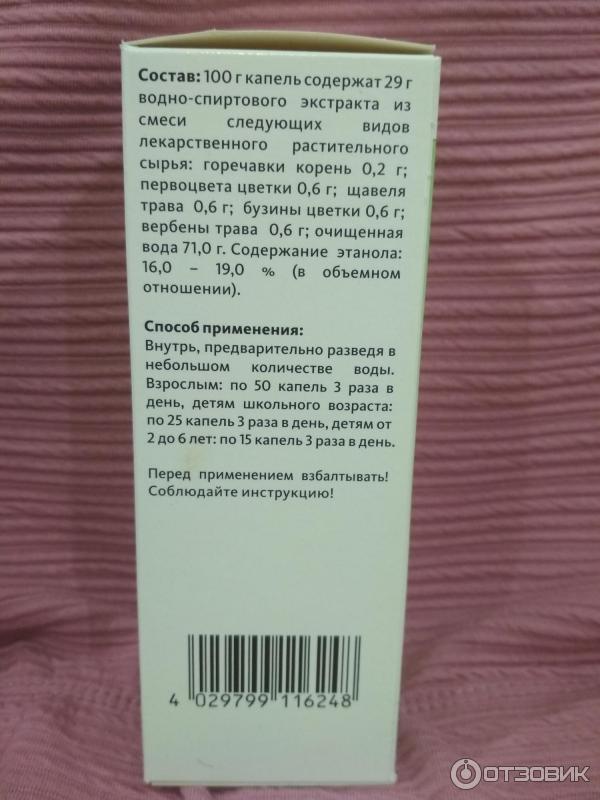 Состав: 100 г капель содержат 29 г
водно-спиртового экстракта из
смеси следующих видов
лекарственного растительного
сырья: горечавки корень 0,2 г;
первоцвета цветки 0,6 г; щавеля
трава 0,6 г; бузины цветки 0,6 г;
вербены трава 0,6 г; очищенная
вода 71,0 г. Содержание этанола:
16,0 – 19,0 % (в объемном
отношении).
Способ применения:
Внутрь, предварительно разведя в
небольшом количестве воды.
Взрослым: по 50 капель 3 раза в
день, детям школьного возраста:
по 25 капель 3 раза в день, детям от
2 до 6 лет: по 15 капель 3 раза в день.
Перед применением взбалтывать!
Соблюдайте инструкцию!
4 029799 116248
ОТЗОВИК